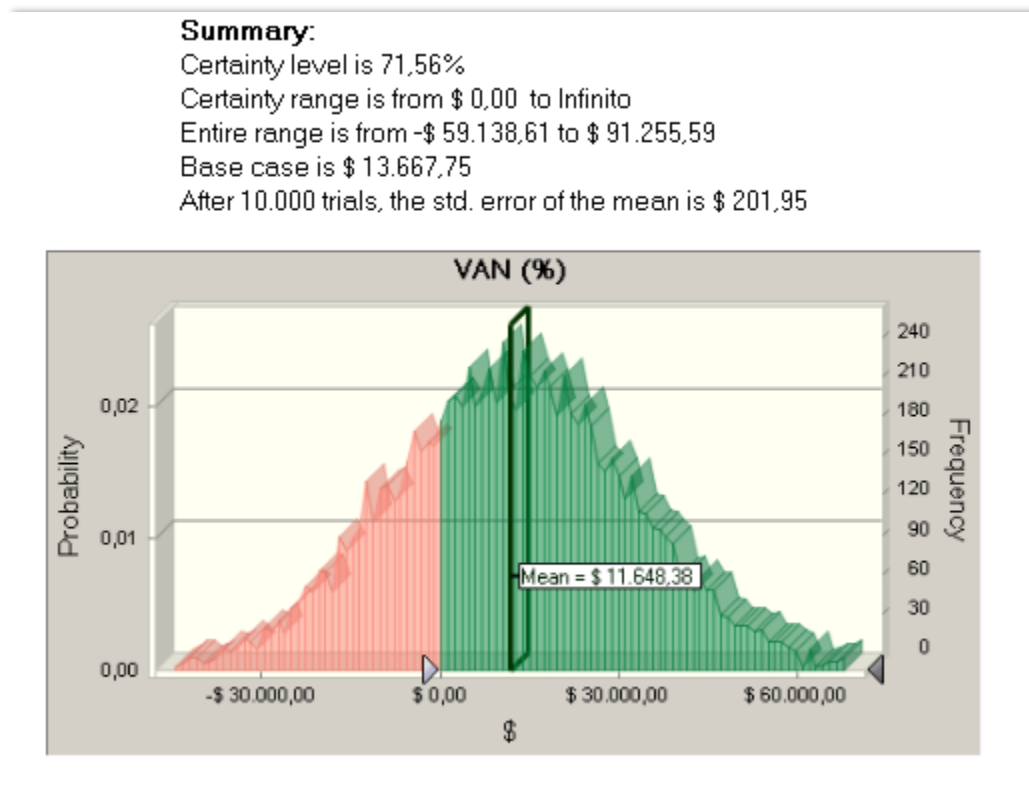 Summary:
Certainty level is 71,56%
Certainty range is from $ 0,00 to Infinito
Entire range is from -$ 59.138,61 to $ 91.255,59
Base case is $ 13.667,75
After 10.000 trials, the std. error of the mean is $ 201,95
VAN (%)
Probability
0,02
0,01
0,00
Mean = $ 11.648,38
240
210
180
150
120
90
60
30
0
Frequency
-$ 30.000,00
$ 0,00
$ 30.000,00
$ 60.000,00
$